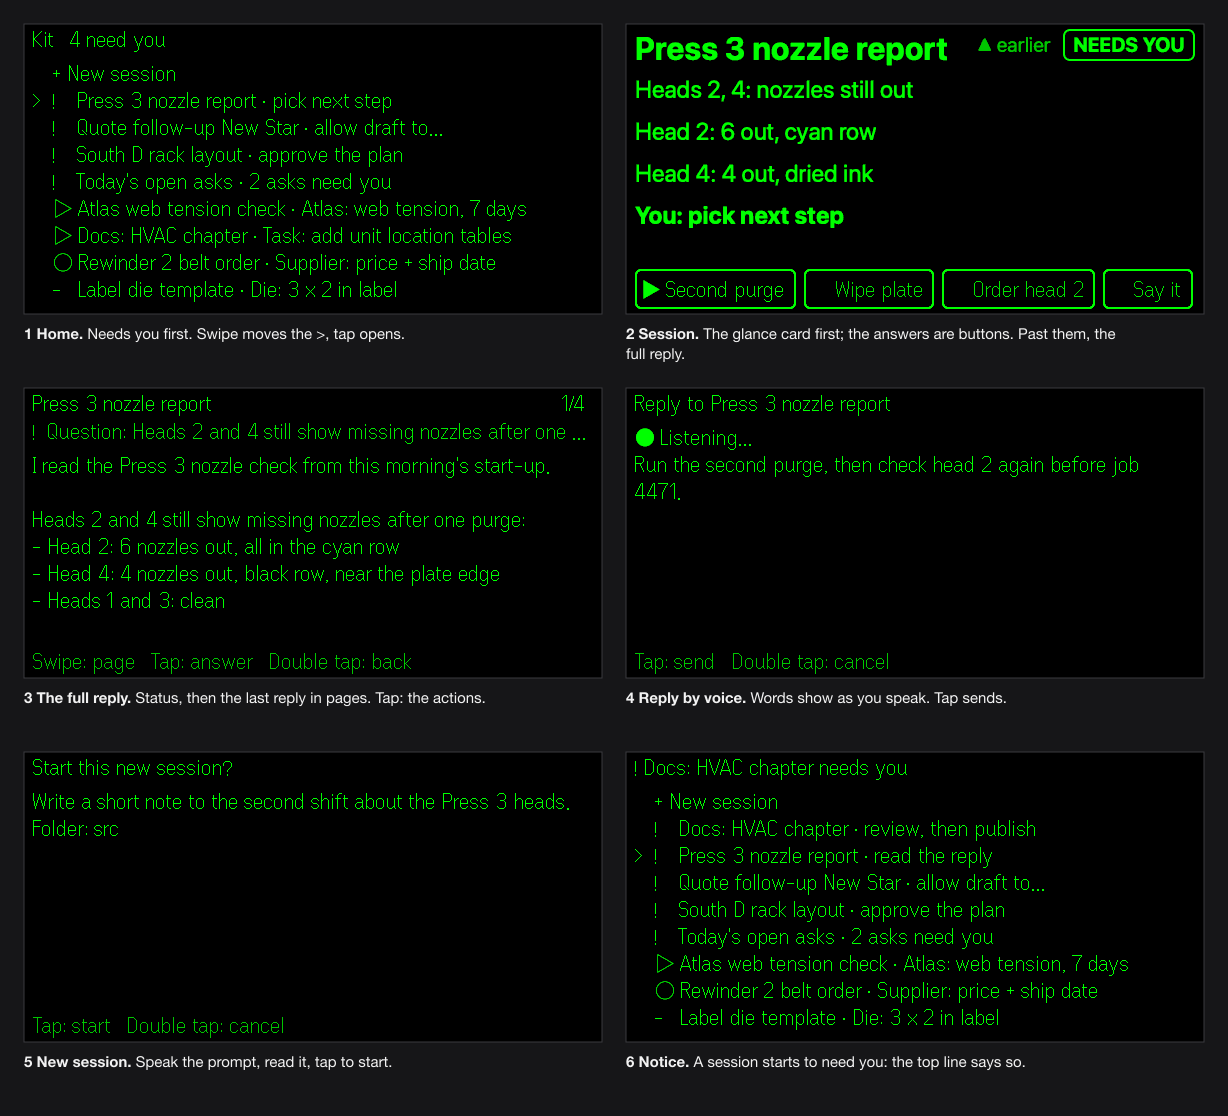 Kit 4 need you
+ New session
> ! Press 3 nozzle report · pick next step
! Quote follow-up New Star · allow draft to...
! South D rack layout · approve the plan
! Today's open asks · 2 asks need you
▷ Atlas web tension check · Atlas: web tension, 7 days
▷ Docs: HVAC chapter · Task: add unit location tables
○ Rewinder 2 belt order · Supplier: price + ship date
- Label die template · Die: 3 x 2 in label
1 Home. Needs you first. Swipe moves the >, tap opens.
Press 3 nozzle report ▲ earlier NEEDS YOU
Heads 2, 4: nozzles still out
Head 2: 6 out, cyan row
Head 4: 4 out, dried ink
You: pick next step
▶ Second purge Wipe plate Order head 2 Say it
2 Session. The glance card first; the answers are buttons. Past them, the
full reply.
Press 3 nozzle report 1/4
! Question: Heads 2 and 4 still show missing nozzles after one ...
I read the Press 3 nozzle check from this morning's start-up.
Heads 2 and 4 still show missing nozzles after one purge:
- Head 2: 6 nozzles out, all in the cyan row
- Head 4: 4 nozzles out, black row, near the plate edge
- Heads 1 and 3: clean
Swipe: page Tap: answer Double tap: back
3 The full reply. Status, then the last reply in pages. Tap: the actions.
Reply to Press 3 nozzle report
● Listening...
Run the second purge, then check head 2 again before job
4471.
Tap: send Double tap: cancel
4 Reply by voice. Words show as you speak. Tap sends.
Start this new session?
Write a short note to the second shift about the Press 3 heads.
Folder: src
Tap: start Double tap: cancel
5 New session. Speak the prompt, read it, tap to start.
! Docs: HVAC chapter needs you
+ New session
! Docs: HVAC chapter · review, then publish
> ! Press 3 nozzle report · read the reply
! Quote follow-up New Star · allow draft to...
! South D rack layout · approve the plan
! Today's open asks · 2 asks need you
▷ Atlas web tension check · Atlas: web tension, 7 days
○ Rewinder 2 belt order · Supplier: price + ship date
- Label die template · Die: 3 x 2 in label
6 Notice. A session starts to need you: the top line says so.